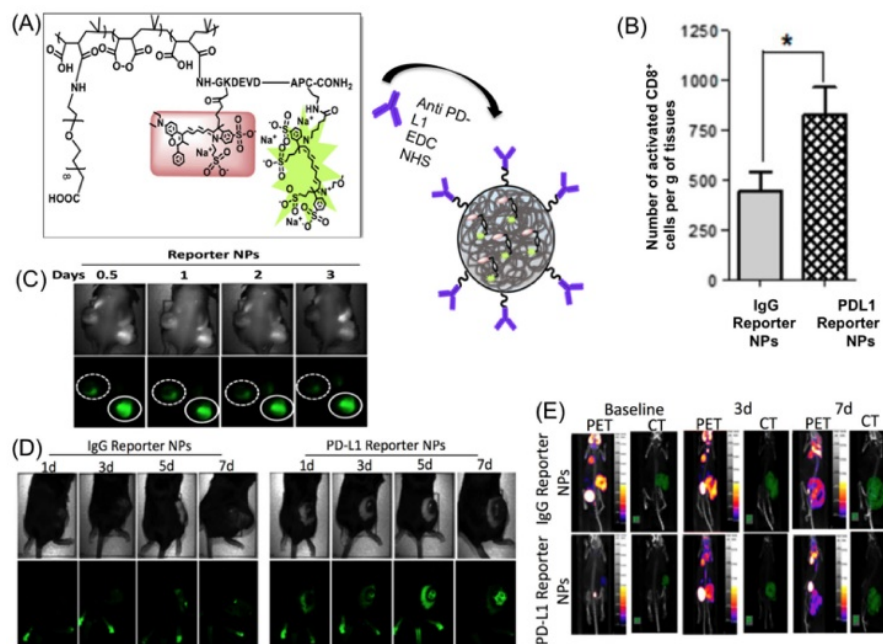 (A)
OH
O
O
O-O
OH
NH
NH-GKDEVD
APC-CONH₂
HN
Na⁺
8
HOOC
Anti PD-
L1
EDC
NHS
(B)
*
Number of activated CD8⁺
cells per g of tissues
1250
1000
750
500
250
0
IgG
Reporter
NPs
PDL1
Reporter
NPs
(C)
Reporter NPs
Days 0.5 1 2 3
(D)
IgG Reporter NPs
1d 3d 5d 7d
PD-L1 Reporter NPs
1d 3d 5d 7d
(E)
Baseline 3d 7d
PET CT PET CT PET CT
IgG Reporter
NPs
PD-L1 Reporter
NPs